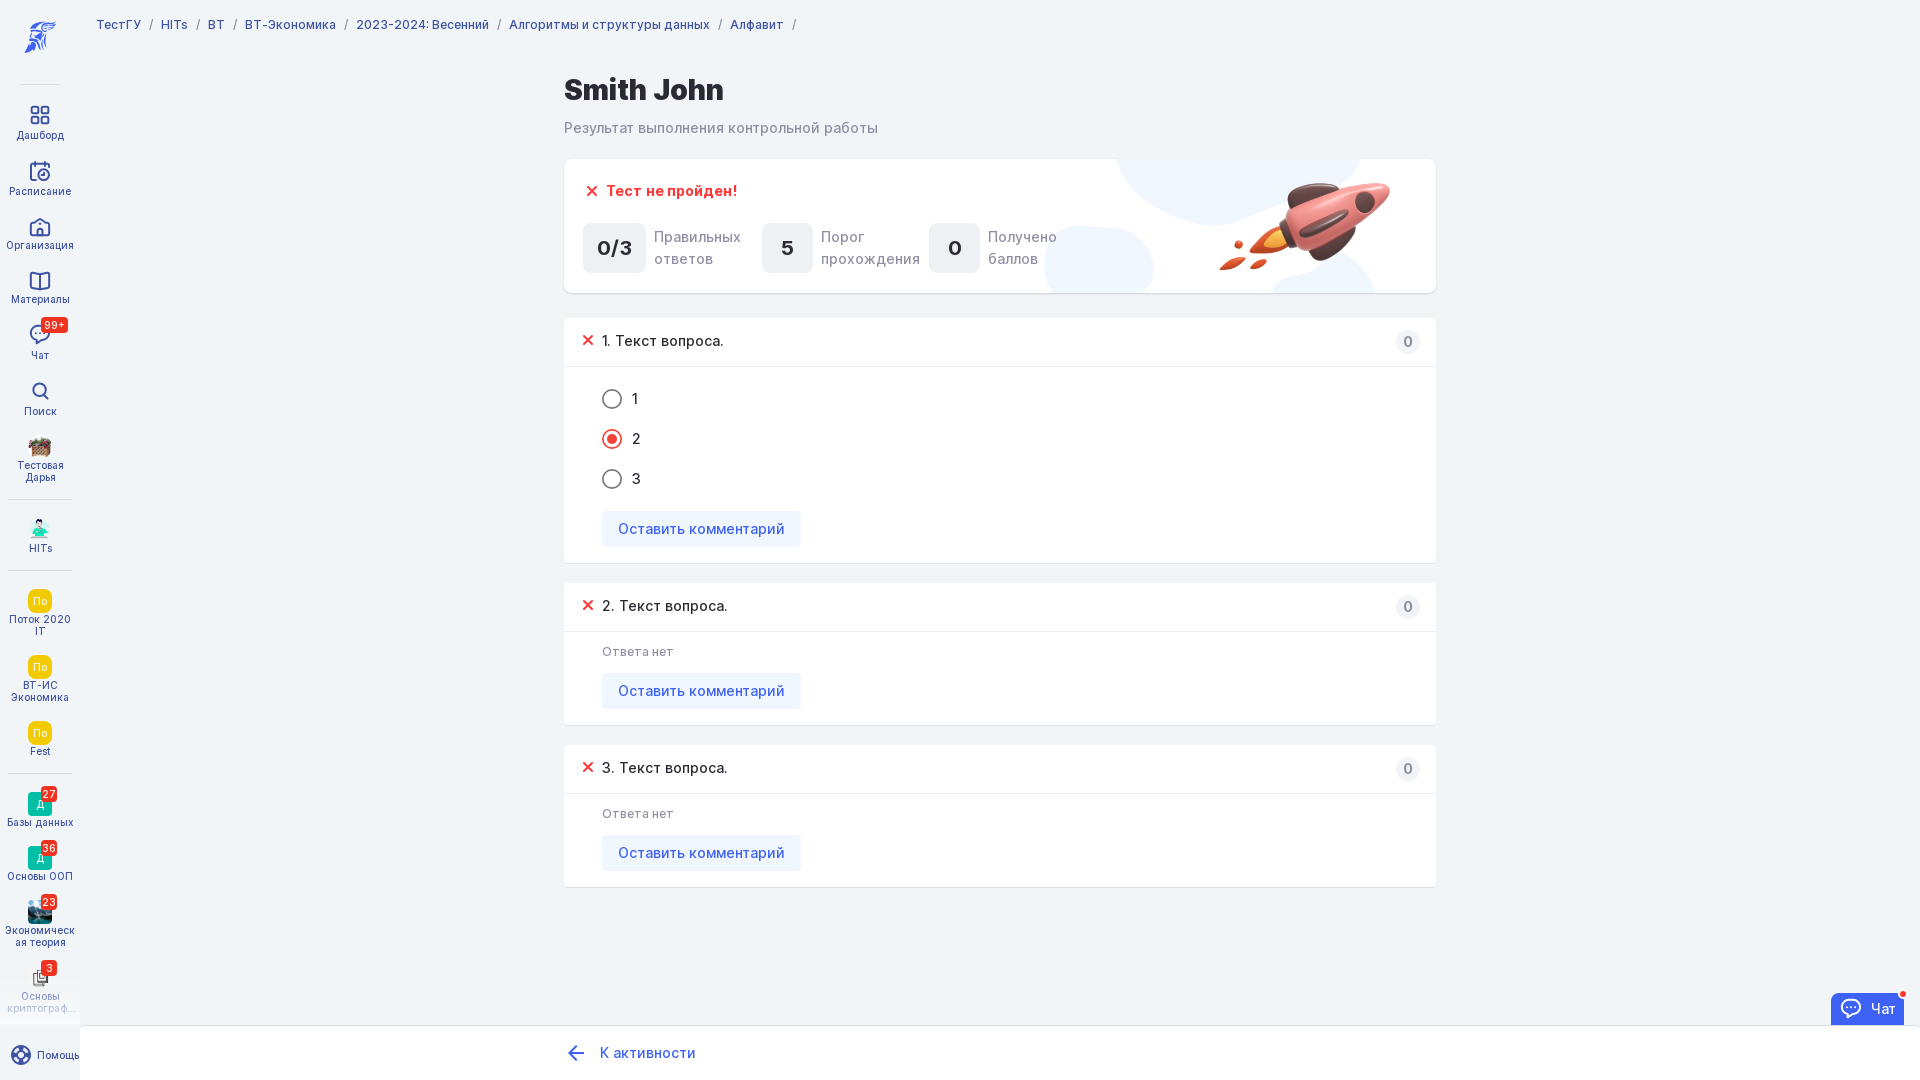 ТестГУ / HITs / ВТ / ВТ-Экономика / 2023-2024: Весенний / Алгоритмы и структуры данных / Алфавит /
Дашборд
Расписание
Организация
Материалы
99+
Чат
Поиск
Тестовая
Дарья
HITs
По
Поток 2020
IT
По
ВТ-ИС
Экономика
По
Fest
27
Д
Базы данных
36
Д
Основы ООП
23
Экономическ
ая теория
3
Основы
криптограф...
Помощь
Smith John
Результат выполнения контрольной работы
Тест не пройден!
0/3 Правильных
ответов
5 Порог
прохождения
0 Получено
баллов
1. Текст вопроса. 0
1
2
3
Оставить комментарий
2. Текст вопроса. 0
Ответа нет
Оставить комментарий
3. Текст вопроса. 0
Ответа нет
Оставить комментарий
Чат
К активности